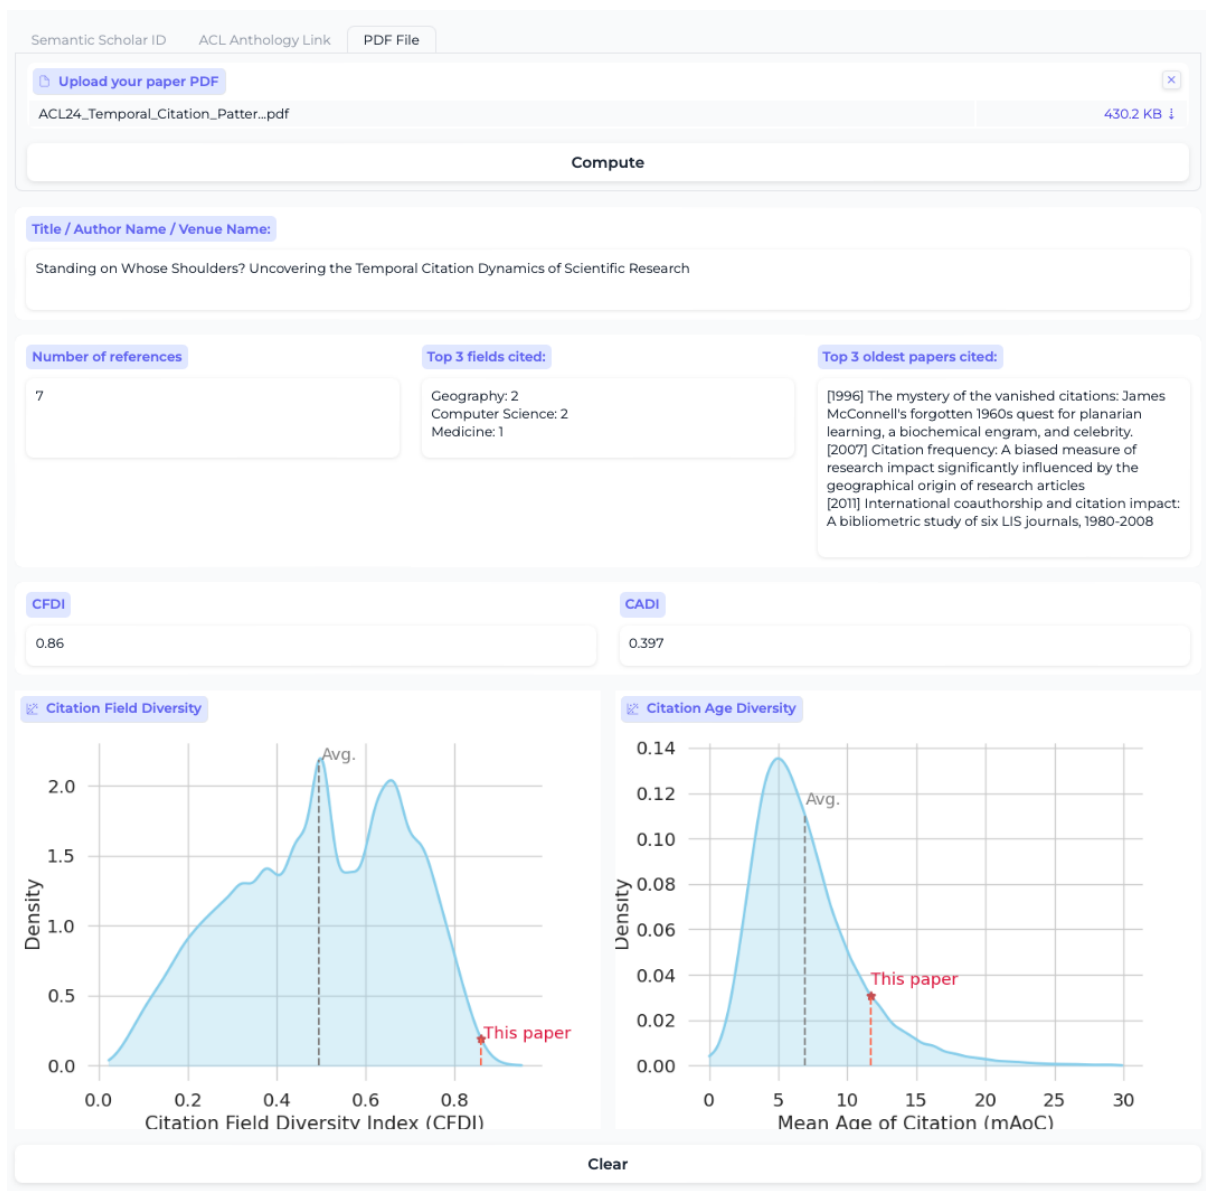 Semantic Scholar ID
ACL Anthology Link
PDF File
Upload your paper PDF
×
ACL24_Temporal_Citation_Patter...pdf
430.2 KB ↓
Compute
Title / Author Name / Venue Name:
Standing on Whose Shoulders? Uncovering the Temporal Citation Dynamics of Scientific Research
Number of references
7
Top 3 fields cited:
Geography: 2
Computer Science: 2
Medicine: 1
Top 3 oldest papers cited:
[1996] The mystery of the vanished citations: James
McConnell's forgotten 1960s quest for planarian
learning, a biochemical engram, and celebrity.
[2007] Citation frequency: A biased measure of
research impact significantly influenced by the
geographical origin of research articles
[2011] International coauthorship and citation impact:
A bibliometric study of six LIS journals, 1980-2008
CFDI
0.86
CADI
0.397
Citation Field Diversity
Avg.
2.0
1.5
1.0
0.5
0.0
Density
This paper
0.0 0.2 0.4 0.6 0.8
Citation Field Diversity Index (CFDI)
Citation Age Diversity
0.14
0.12
0.10
0.08
0.06
0.04
0.02
0.00
Density
Avg.
This paper
0 5 10 15 20 25 30
Mean Age of Citation (mAoC)
Clear